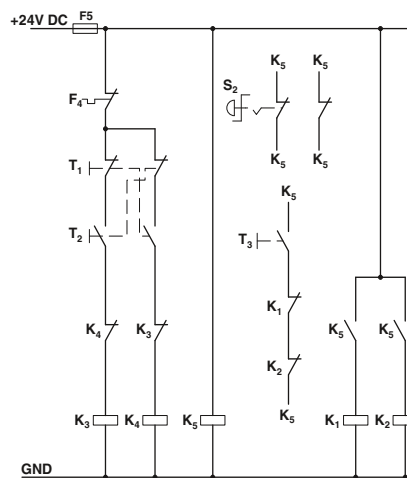 +24V DC F5
K5 K5
S2
F4
K5 K5
T1
K5
T2 T3
K1
K4 K3 K5 K5
K2
K5
K3 K4 K5 K1 K2
GND